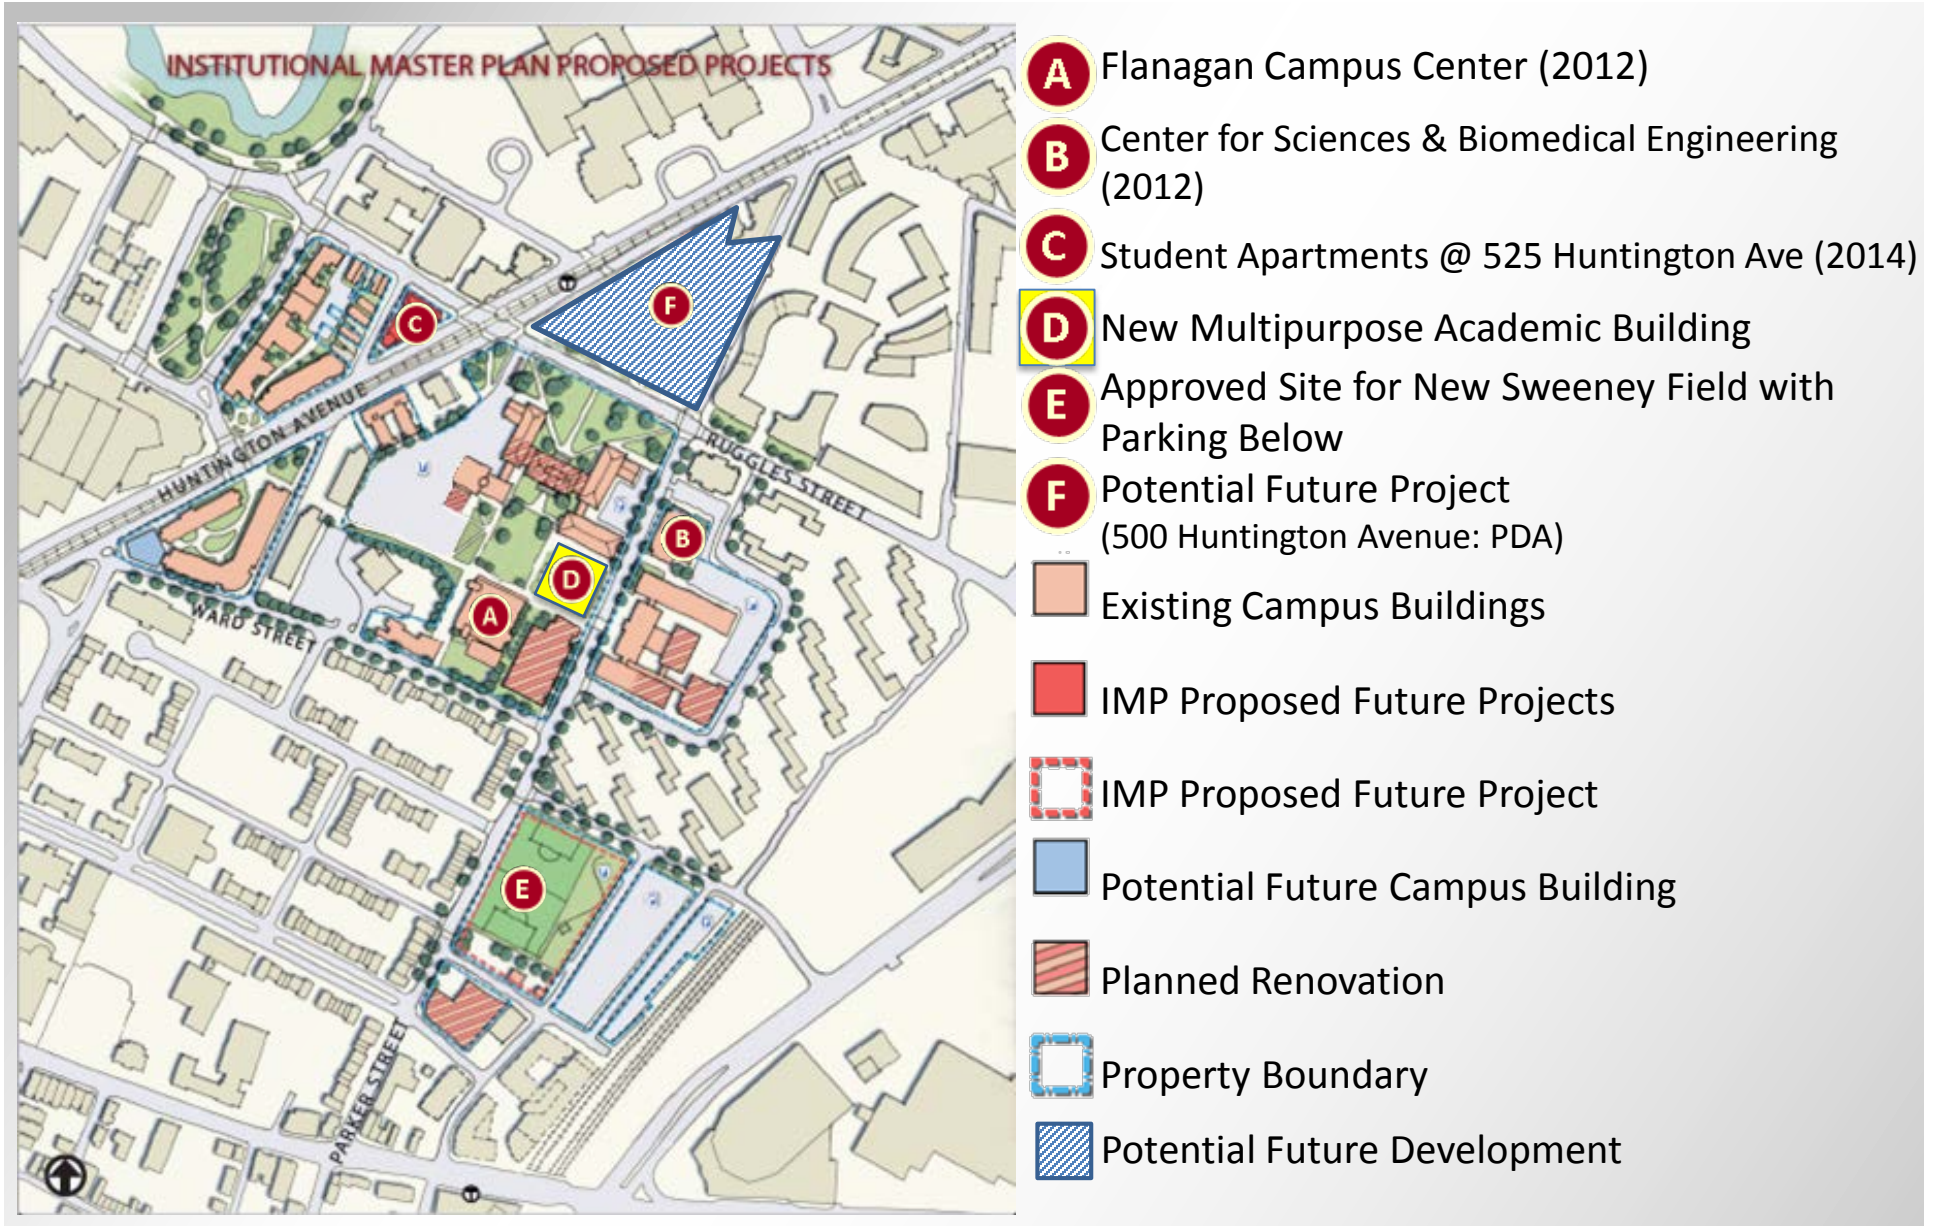 INSTITUTIONAL MASTER PLAN PROPOSED PROJECTS
HUNTINGTON AVENUE
RUGGLES STREET
WARD STREET
PARKER STREET
C
F
B
D
A
E
T
T
A Flanagan Campus Center (2012)
B Center for Sciences & Biomedical Engineering
(2012)
C Student Apartments @ 525 Huntington Ave (2014)
D New Multipurpose Academic Building
E Approved Site for New Sweeney Field with
Parking Below
F Potential Future Project
(500 Huntington Avenue: PDA)
Existing Campus Buildings
IMP Proposed Future Projects
IMP Proposed Future Project
Potential Future Campus Building
Planned Renovation
Property Boundary
Potential Future Development